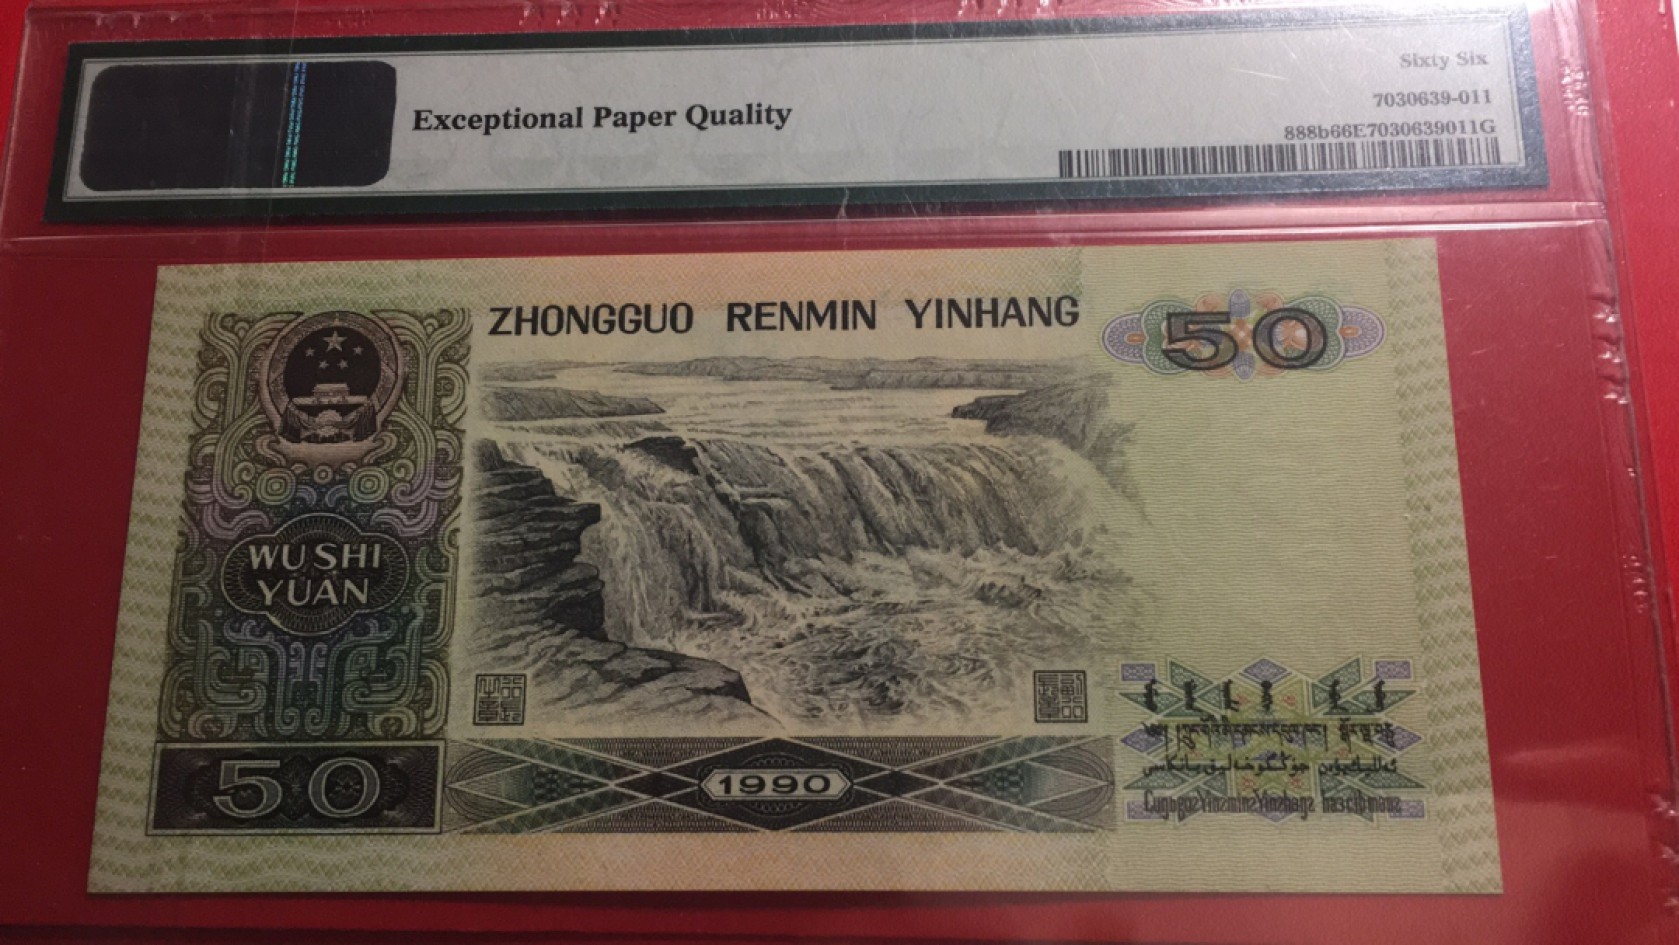 Sixty Six
Exceptional Paper Quality
7030639-011
888b66E7030639011G
ZHONGGUO RENMIN YINHANG
50
WU SHI
YUAN
50
1990